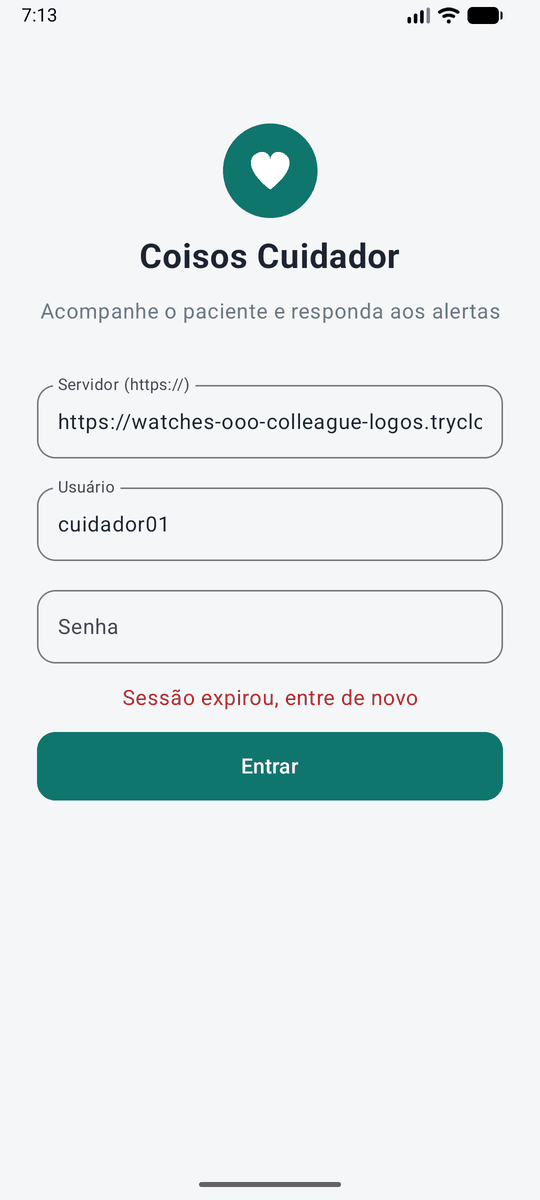 7:13
Coisos Cuidador
Acompanhe o paciente e responda aos alertas
Servidor (https://)
https://watches-ooo-colleague-logos.tryclo
Usuário
cuidador01
Senha
Sessão expirou, entre de novo
Entrar